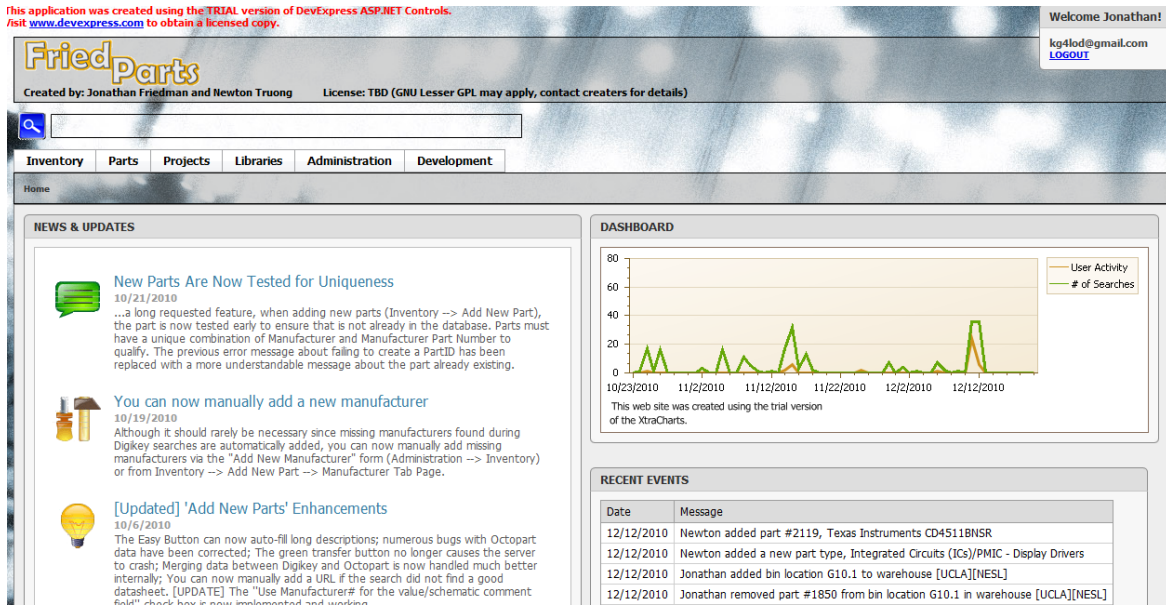 This application was created using the TRIAL version of DevExpress ASP.NET Controls.
Visit www.devexpress.com to obtain a licensed copy.
Welcome Jonathan!
kg4lod@gmail.com
LOGOUT
Fried Parts
Created by: Jonathan Friedman and Newton Truong License: TBD (GNU Lesser GPL may apply, contact creaters for details)
Inventory Parts Projects Libraries Administration Development
Home
NEWS & UPDATES
New Parts Are Now Tested for Uniqueness
10/21/2010
...a long requested feature, when adding new parts (Inventory --> Add New Part),
the part is now tested early to ensure that is not already in the database. Parts must
have a unique combination of Manufacturer and Manufacturer Part Number to
qualify. The previous error message about failing to create a PartID has been
replaced with a more understandable message about the part already existing.
You can now manually add a new manufacturer
10/19/2010
Although it should rarely be necessary since missing manufacturers found during
Digikey searches are automatically added, you can now manually add missing
manufacturers via the "Add New Manufacturer" form (Administration --> Inventory)
or from Inventory --> Add New Part --> Manufacturer Tab Page.
[Updated] 'Add New Parts' Enhancements
10/6/2010
The Easy Button can now auto-fill long descriptions; numerous bugs with Octopart
data have been corrected; The green transfer button no longer causes the server
to crash; Merging data between Digikey and Octopart is now handled much better
internally; You can now manually add a URL if the search did not find a good
datasheet. [UPDATE] The "Use Manufacturer# for the value/schematic comment
field" check box is now implemented and working.
DASHBOARD
80
60
40
20
0
10/23/2010 11/2/2010 11/12/2010 11/22/2010 12/2/2010 12/12/2010
User Activity
# of Searches
This web site was created using the trial version
of the XtraCharts.
RECENT EVENTS
Date Message
12/12/2010 Newton added part #2119, Texas Instruments CD4511BNSR
12/12/2010 Newton added a new part type, Integrated Circuits (ICs)/PMIC - Display Drivers
12/12/2010 Jonathan added bin location G10.1 to warehouse [UCLA][NESL]
12/12/2010 Jonathan removed part #1850 from bin location G10.1 in warehouse [UCLA][NESL]